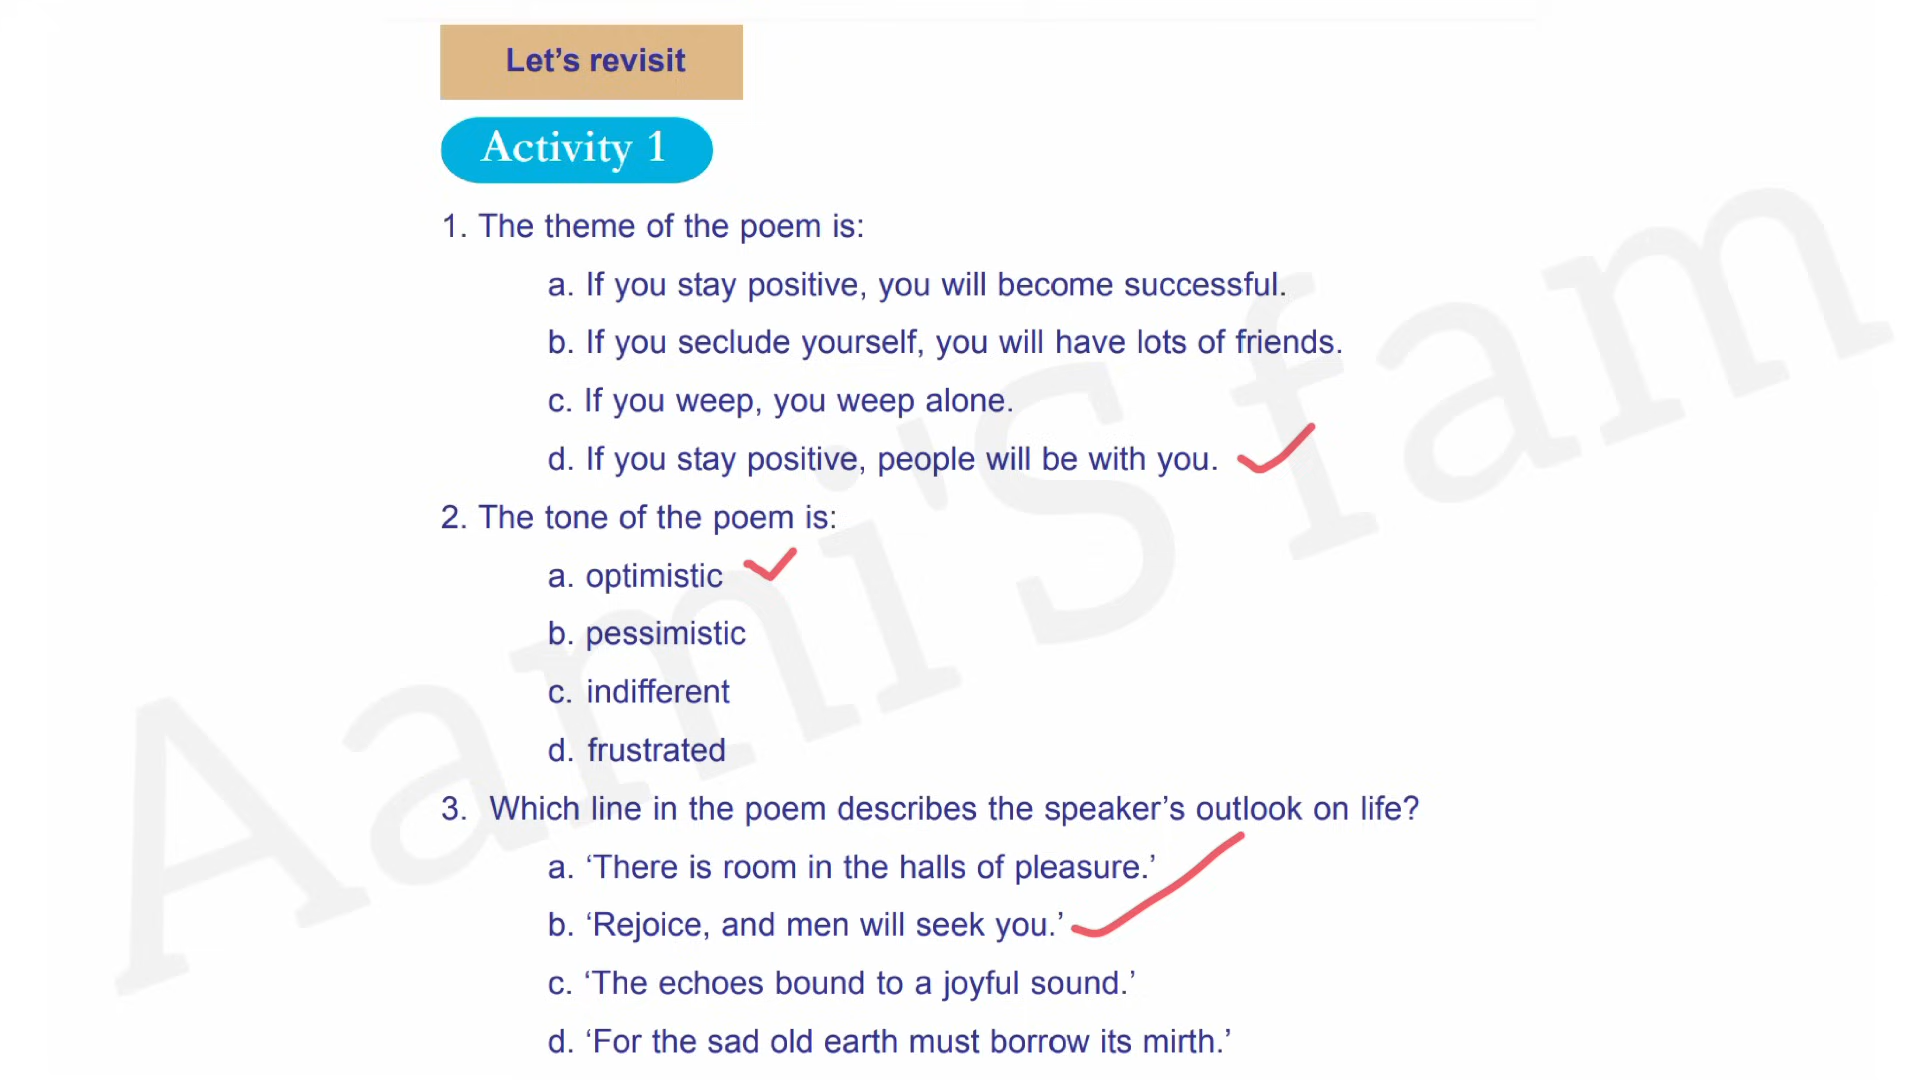 Let’s revisit
Activity 1
1. The theme of the poem is:
a. If you stay positive, you will become successful.
b. If you seclude yourself, you will have lots of friends.
c. If you weep, you weep alone.
d. If you stay positive, people will be with you.
2. The tone of the poem is:
a. optimistic
b. pessimistic
c. indifferent
d. frustrated
3. Which line in the poem describes the speaker’s outlook on life?
a. ‘There is room in the halls of pleasure.’
b. ‘Rejoice, and men will seek you.’
c. ‘The echoes bound to a joyful sound.’
d. ‘For the sad old earth must borrow its mirth.’
Aami'S fam